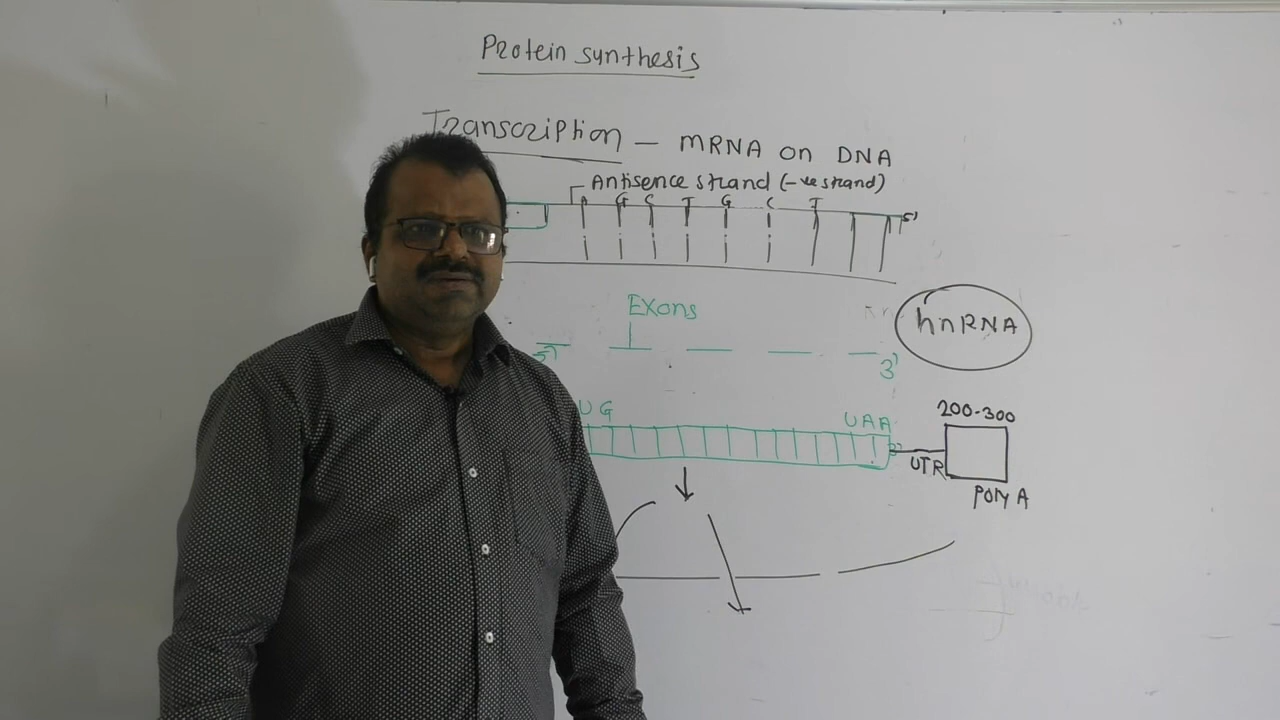 Protein synthesis
Transcription — mRNA on DNA
Antisence strand (-ve strand)
A G C T G C T 5'
Exons
hnRNA
5' 3'
UG UAA 200-300
3'
UTR
Poly A